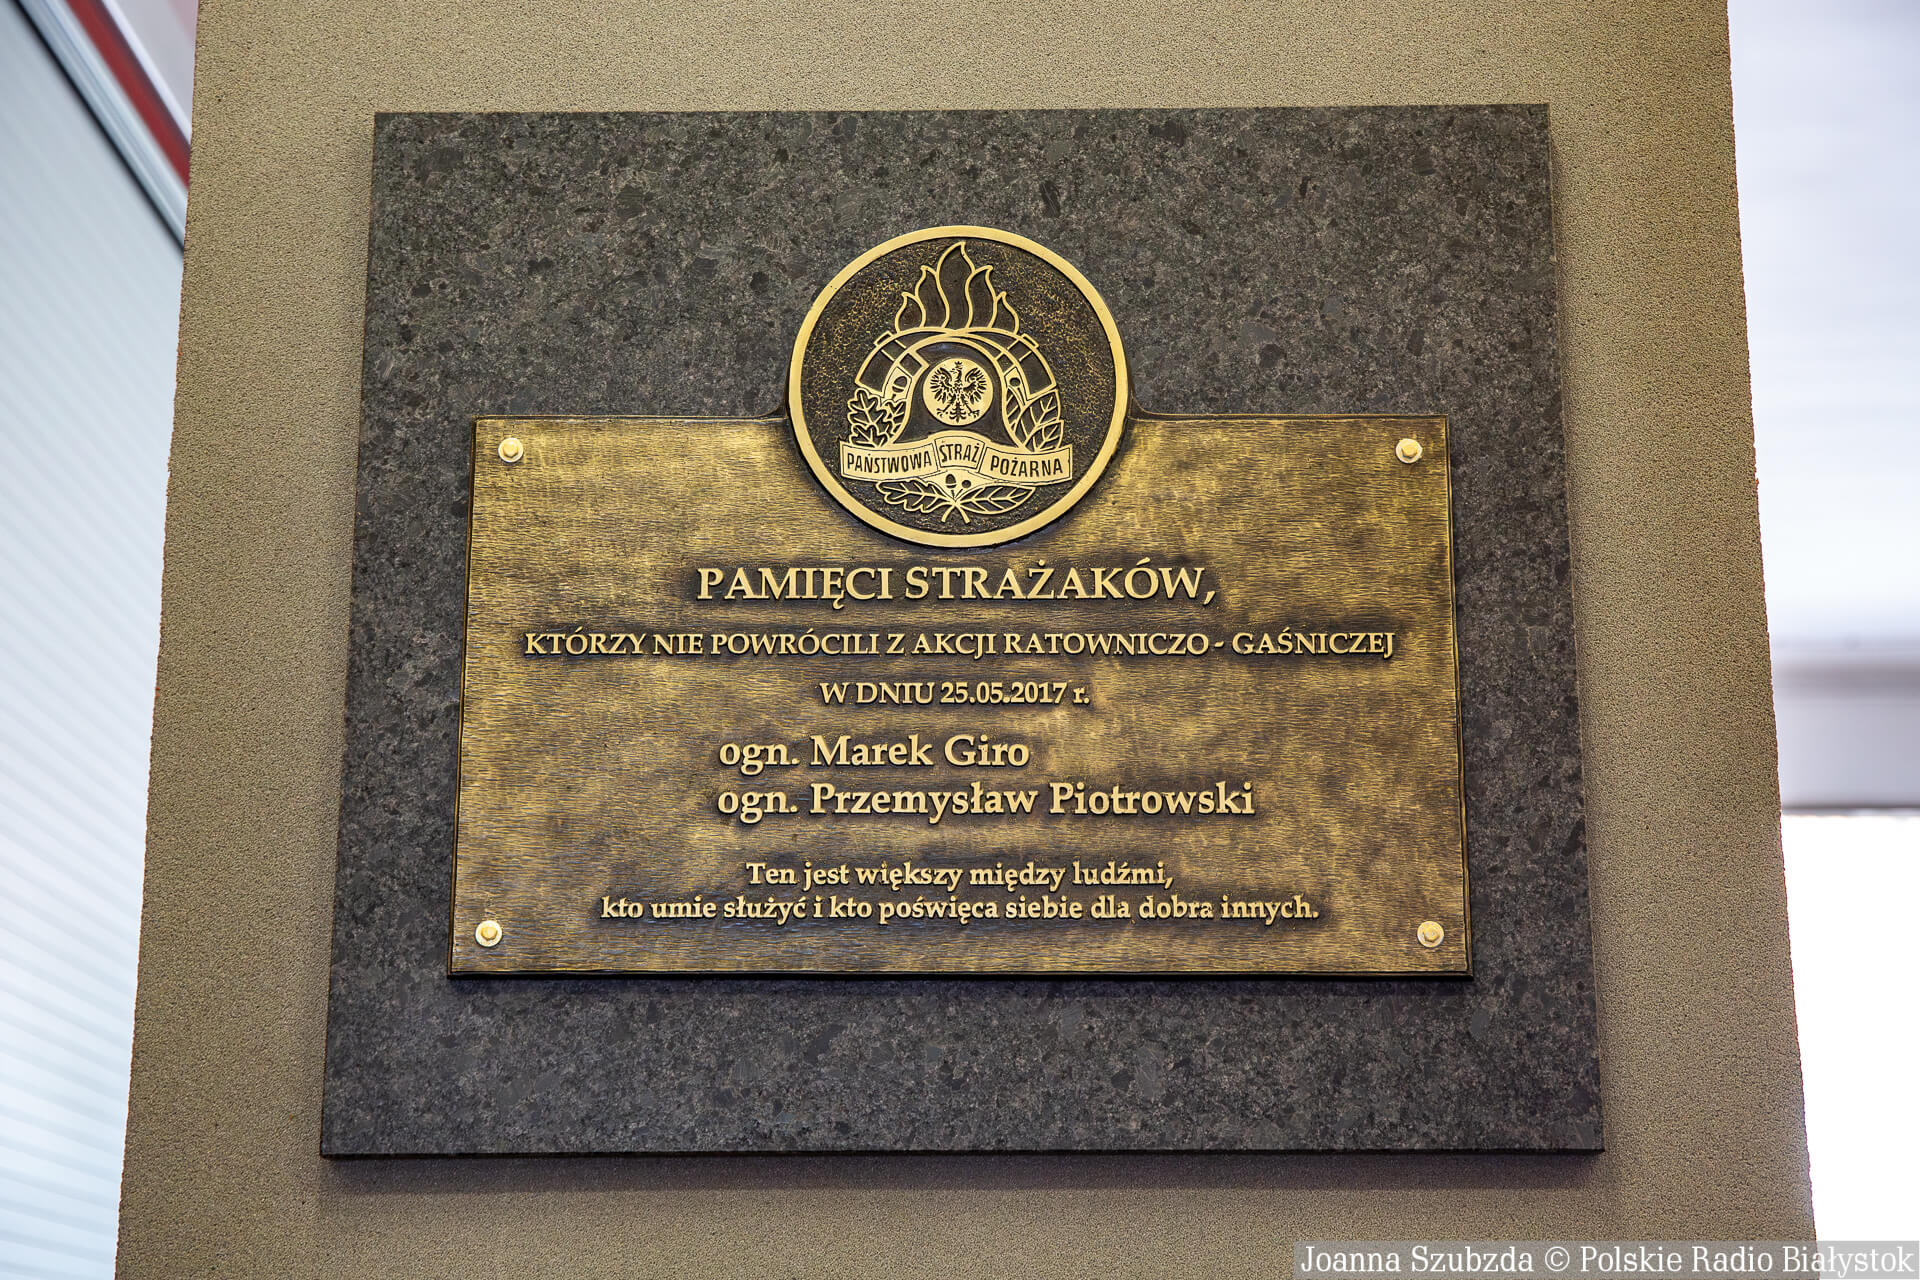 PAŃSTWOWA STRAŻ POŻARNA
PAMIĘCI STRAŻAKÓW,
KTÓRZY NIE POWRÓCILI Z AKCJI RATOWNICZO - GAŚNICZEJ
W DNIU 25.05.2017 r.
ogn. Marek Giro
ogn. Przemysław Piotrowski
Ten jest większy między ludźmi,
kto umie służyć i kto poświęca siebie dla dobra innych.
Joanna Szubzda © Polskie Radio Białystok